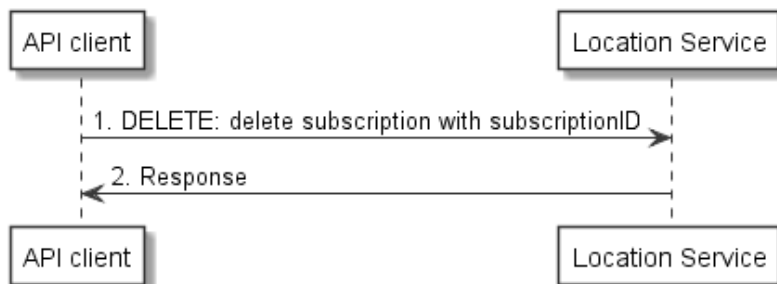 API client
Location Service
1. DELETE: delete subscription with subscriptionID
2. Response
API client
Location Service